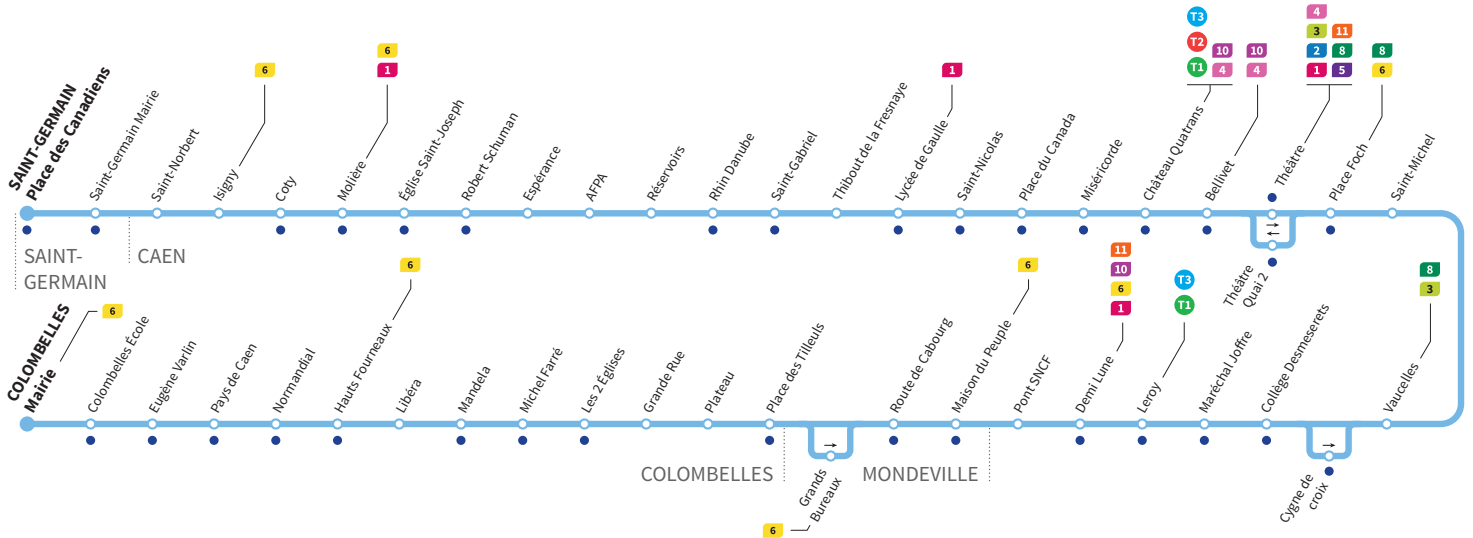 SAINT-GERMAIN
Place des Canadiens
Saint-Germain Mairie
Saint-Norbert
Isigny
6
Coty
Molière
6
1
Église Saint-Joseph
Robert Schuman
Espérance
AFPA
Réservoirs
Rhin Danube
Saint-Gabriel
Thibout de la Fresnaye
Lycée de Gaulle
1
Saint-Nicolas
Place du Canada
Miséricorde
Château Quatrans
T3
T2
10
T1
4
Bellivet
10
4
Théâtre
4
3
11
2
8
1
5
Théâtre
Quai 2
Place Foch
8
6
Saint-Michel
SAINT-
GERMAIN
CAEN
COLOMBELLES
Mairie
6
Colombelles École
Eugène Varlin
Pays de Caen
Normandial
Hauts Fourneaux
6
Libéra
Mandela
Michel Farré
Les 2 Églises
Grande Rue
Plateau
Place des Tilleuls
Grands
Bureaux
6
Route de Cabourg
Maison du Peuple
6
Pont SNCF
Demi Lune
11
10
6
1
Leroy
T3
T1
Maréchal Joffre
Collège Desmeserets
Cygne de
croix
Vaucelles
8
3
COLOMBELLES
MONDEVILLE